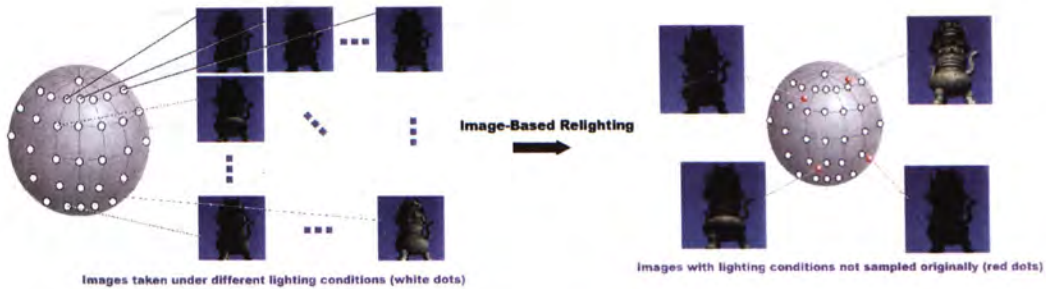 Image-Based Relighting
Images taken under different lighting conditions (white dots)
Images with lighting conditions not sampled originally (red dots)